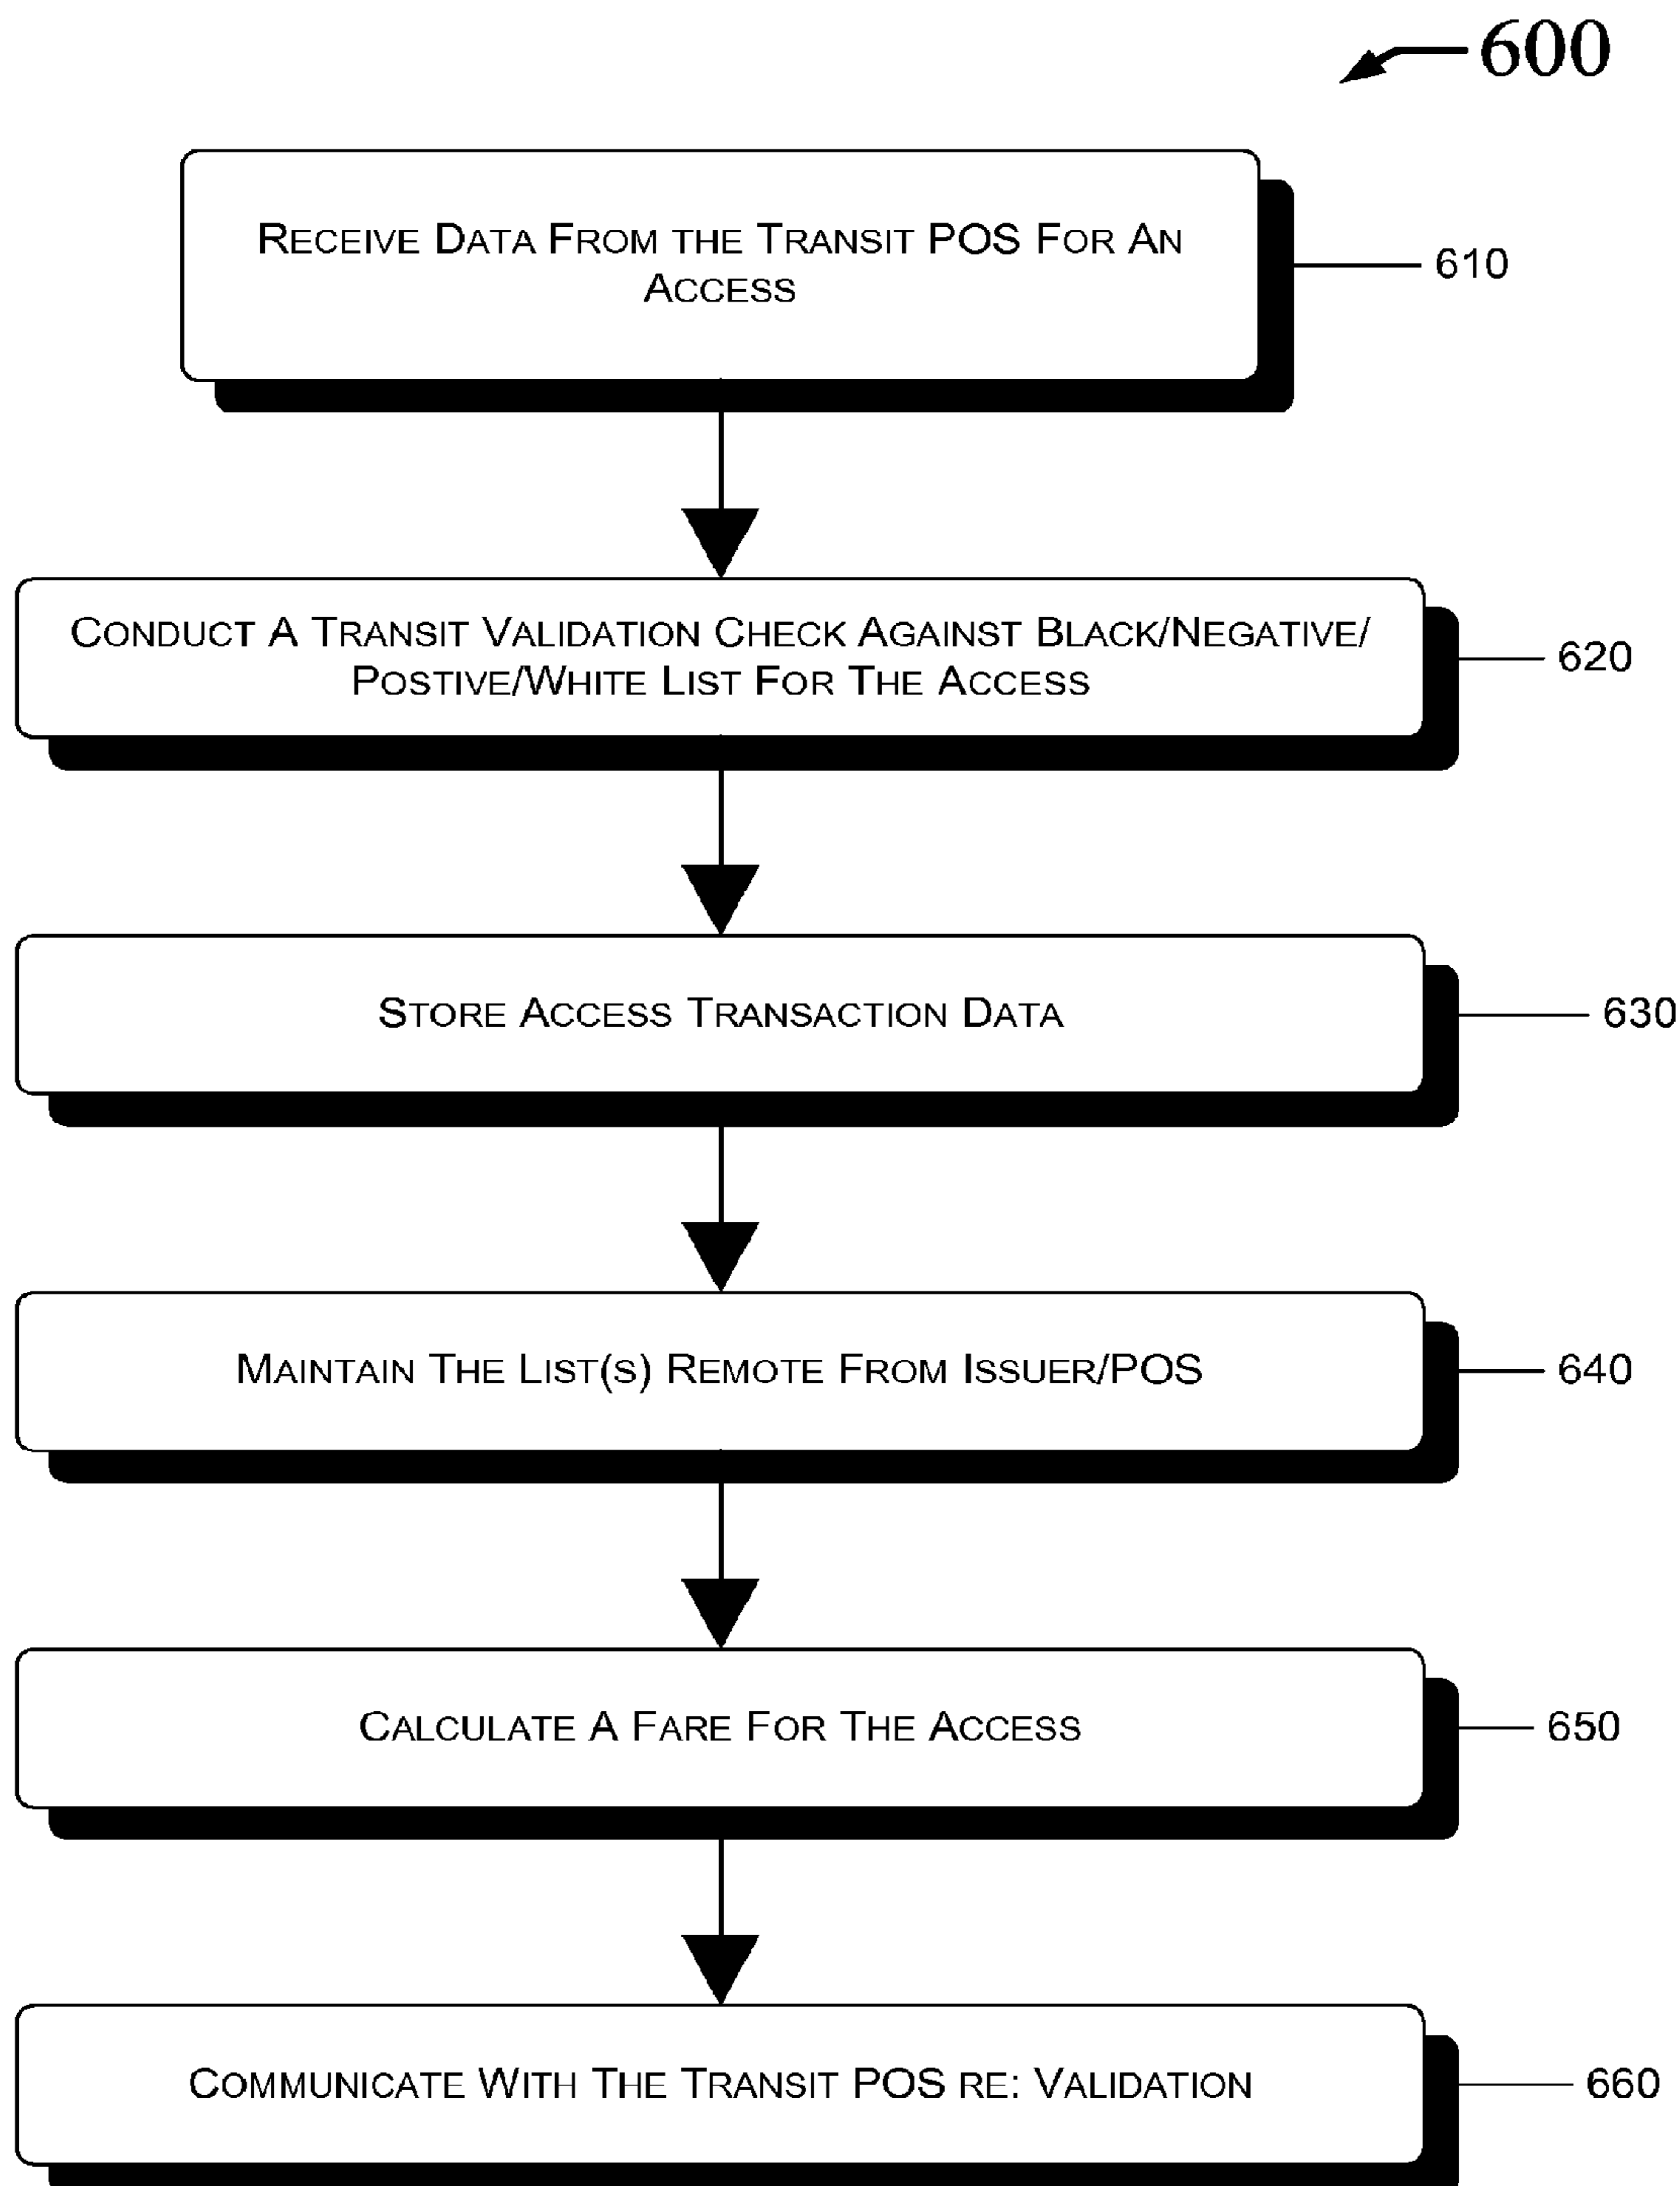 600
RECEIVE DATA FROM THE TRANSIT POS FOR AN
ACCESS
610
CONDUCT A TRANSIT VALIDATION CHECK AGAINST BLACK/NEGATIVE/
POSTIVE/WHITE LIST FOR THE ACCESS
620
STORE ACCESS TRANSACTION DATA
630
MAINTAIN THE LIST(S) REMOTE FROM ISSUER/POS
640
CALCULATE A FARE FOR THE ACCESS
650
COMMUNICATE WITH THE TRANSIT POS RE: VALIDATION
660